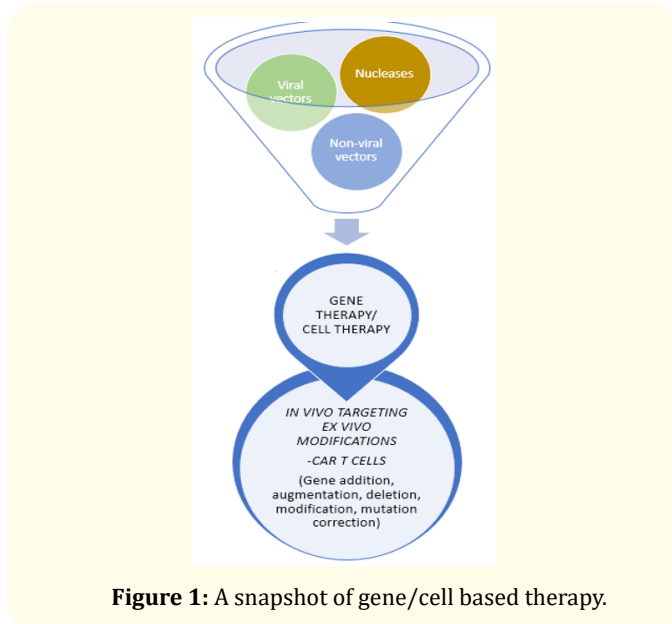 Viral
vectors
Nucleases
Non-viral
vectors
GENE
THERAPY/
CELL THERAPY
IN VIVO TARGETING
EX VIVO
MODIFICATIONS
-CAR T CELLS
(Gene addition,
augmentation, deletion,
modification, mutation
correction)
Figure 1: A snapshot of gene/cell based therapy.